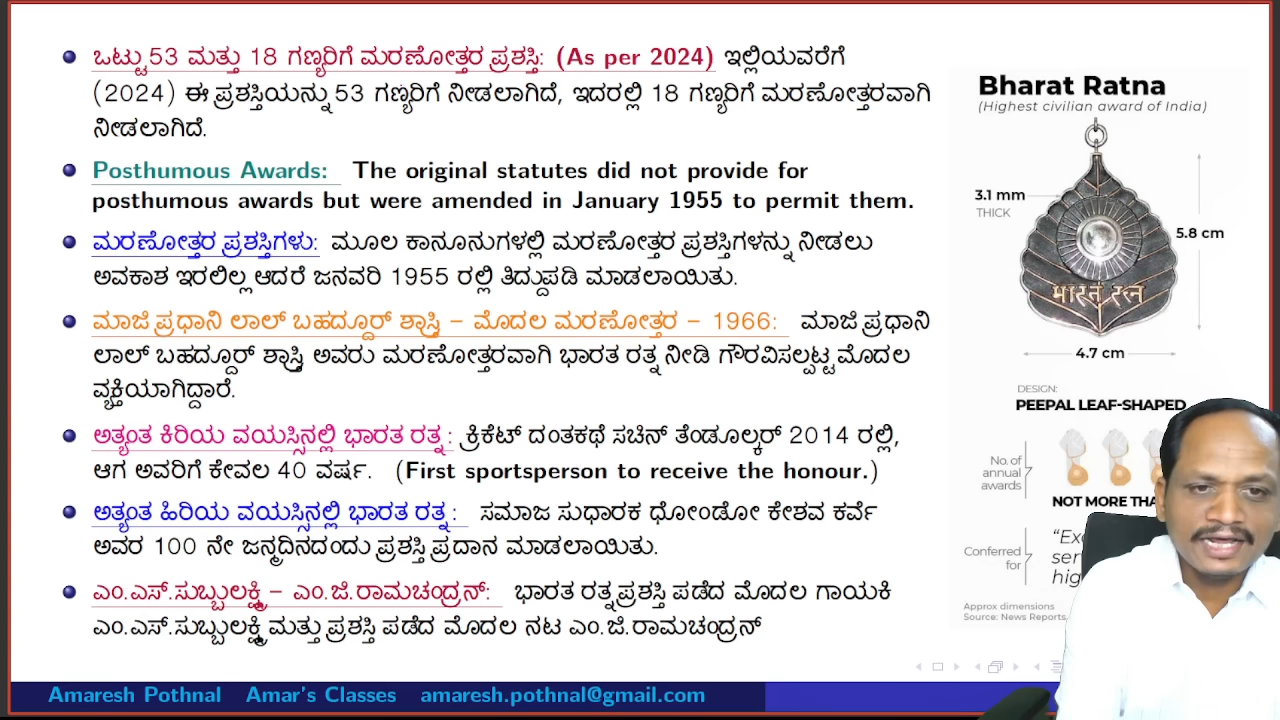 ಒಟ್ಟು 53 ಮತ್ತು 18 ಗಣ್ಯರಿಗೆ ಮರಣೋತ್ತರ ಪ್ರಶಸ್ತಿ: (As per 2024) ಇಲ್ಲಿಯವರೆಗೆ
(2024) ಈ ಪ್ರಶಸ್ತಿಯನ್ನು 53 ಗಣ್ಯರಿಗೆ ನೀಡಲಾಗಿದೆ, ಇದರಲ್ಲಿ 18 ಗಣ್ಯರಿಗೆ ಮರಣೋತ್ತರವಾಗಿ
ನೀಡಲಾಗಿದೆ.
Posthumous Awards: The original statutes did not provide for
posthumous awards but were amended in January 1955 to permit them.
ಮರಣೋತ್ತರ ಪ್ರಶಸ್ತಿಗಳು: ಮೂಲ ಕಾನೂನುಗಳಲ್ಲಿ ಮರಣೋತ್ತರ ಪ್ರಶಸ್ತಿಗಳನ್ನು ನೀಡಲು
ಅವಕಾಶ ಇರಲಿಲ್ಲ ಆದರೆ ಜನವರಿ 1955 ರಲ್ಲಿ ತಿದ್ದುಪಡಿ ಮಾಡಲಾಯಿತು.
ಮಾಜಿ ಪ್ರಧಾನಿ ಲಾಲ್ ಬಹದ್ದೂರ್ ಶಾಸ್ತ್ರಿ – ಮೊದಲ ಮರಣೋತ್ತರ – 1966: ಮಾಜಿ ಪ್ರಧಾನಿ
ಲಾಲ್ ಬಹದ್ದೂರ್ ಶಾಸ್ತ್ರಿ ಅವರು ಮರಣೋತ್ತರವಾಗಿ ಭಾರತ ರತ್ನ ನೀಡಿ ಗೌರವಿಸಲ್ಪಟ್ಟ ಮೊದಲ
ವ್ಯಕ್ತಿಯಾಗಿದ್ದಾರೆ.
ಅತ್ಯಂತ ಕಿರಿಯ ವಯಸ್ಸಿನಲ್ಲಿ ಭಾರತ ರತ್ನ: ಕ್ರಿಕೆಟ್ ದಂತಕಥೆ ಸಚಿನ್ ತೆಂಡೂಲ್ಕರ್ 2014 ರಲ್ಲಿ,
ಆಗ ಅವರಿಗೆ ಕೇವಲ 40 ವರ್ಷ. (First sportsperson to receive the honour.)
ಅತ್ಯಂತ ಹಿರಿಯ ವಯಸ್ಸಿನಲ್ಲಿ ಭಾರತ ರತ್ನ: ಸಮಾಜ ಸುಧಾರಕ ಧೋಂಡೋ ಕೇಶವ ಕರ್ವೆ
ಅವರ 100 ನೇ ಜನ್ಮದಿನದಂದು ಪ್ರಶಸ್ತಿ ಪ್ರದಾನ ಮಾಡಲಾಯಿತು.
ಎಂ.ಎಸ್.ಸುಬ್ಬುಲಕ್ಷ್ಮಿ – ಎಂ.ಜಿ.ರಾಮಚಂದ್ರನ್: ಭಾರತ ರತ್ನ ಪ್ರಶಸ್ತಿ ಪಡೆದ ಮೊದಲ ಗಾಯಕಿ
ಎಂ.ಎಸ್.ಸುಬ್ಬುಲಕ್ಷ್ಮಿ ಮತ್ತು ಪ್ರಶಸ್ತಿ ಪಡೆದ ಮೊದಲ ನಟ ಎಂ.ಜಿ.ರಾಮಚಂದ್ರನ್
Bharat Ratna
(Highest civilian award of India)
3.1 mm
THICK
5.8 cm
भारत रत्न
4.7 cm
DESIGN:
PEEPAL LEAF-SHAPED
No. of
annual
awards
NOT MORE
Conferred
for
Approx dimensions
Source: News Reports
Amaresh Pothnal Amar's Classes amaresh.pothnal@gmail.com